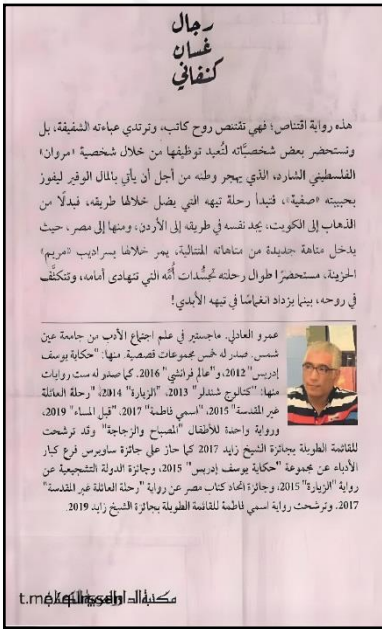 رجال
غسان
كنفاني
هذه رواية اقتناص؛ فهي تقتنص روح كاتب، وترتدي عباءته الشفيفة، بل
وتستحضر بعض شخصيَّاته لتُعيد توظيفها من خلال شخصية «مروان»
الفلسطيني الشاردة، الذي يهجر وطنه من أجل أن يأتي بالمال الوفير ليفوز
بحبيبته «صفية»، فتبدأ رحلة تيهه التي يضل خلالها طريقه، فبدلًا من
الذهاب إلى الكويت، يجد نفسه في طريقه إلى الأردن، ومنها إلى مصر، حيث
يدخل متاهة جديدة من متاهاته المتتالية، يمر خلالها بسراديب «مريم»
الحزينة، مستحضرًا طوال رحلته تجسُّدات أُمِّه التي تتهادى أمامه، وتتكثَّف
في روحه، بينما يزداد انغماسًا في تيهه الأبدي!
عمرو العادلي. ماجستير في علم اجتماع الأدب من جامعة عين
شمس. صدر له خمس مجموعات قصصية. منها: "حكاية يوسف
إدريس" 2012، و"عالم فرانشي" 2016. كما صدر له ست روايات
منها: "كتالوج شندلر" 2013، "الزيارة" 2014، "رحلة العائلة
غير المقدسة" 2015، "اسمي فاطمة" 2017. "قبل المساء" 2019،
ورواية واحدة للأطفال "المصباح والزجاجة" وقد ترشحت
للقائمة الطويلة بجائزة الشيخ زايد 2017 كما حاز على جائزة ساويرس فرع كبار
الأدباء عن مجموعة "حكاية يوسف إدريس" 2015، وجائزة الدولة التشجيعية عن
رواية "الزيارة" 2015، وجائزة إتحاد كتاب مصر عن رواية "رحلة العائلة غير المقدسة"
2017. وترشحت رواية اسمي فاطمة للقائمة الطويلة بجائزة الشيخ زايد 2019.